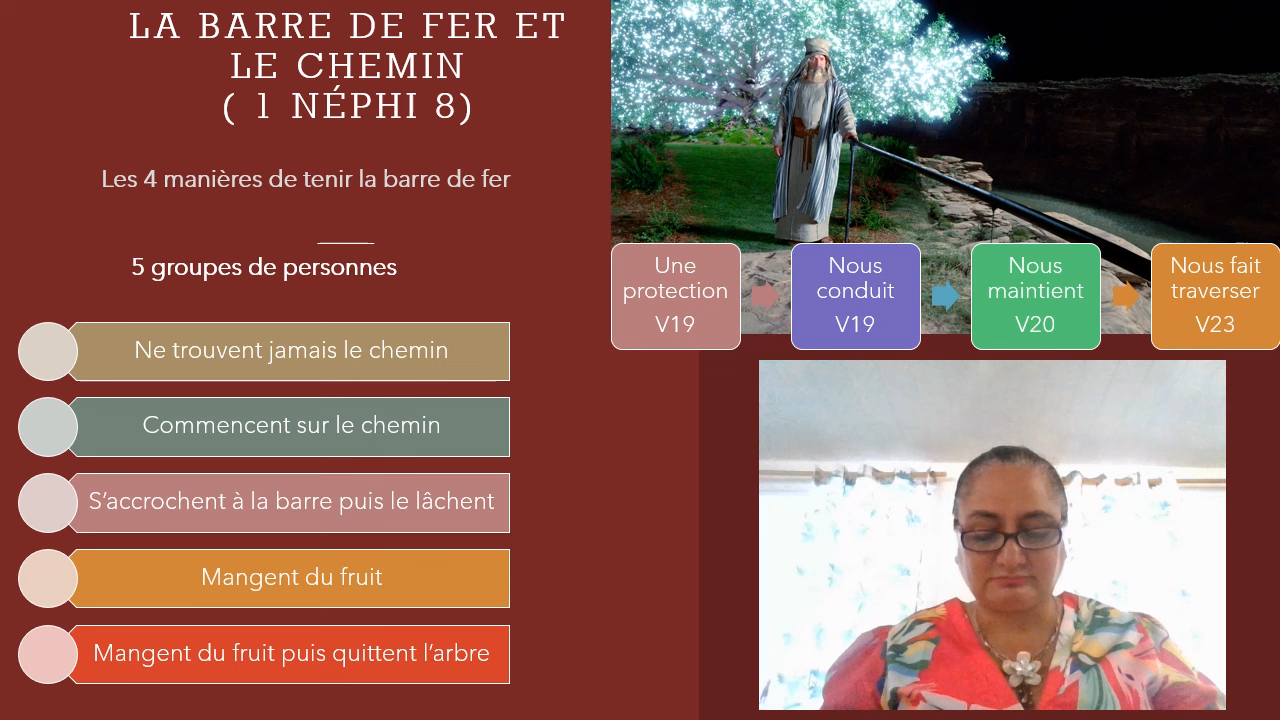 LA BARRE DE FER ET
LE CHEMIN
( 1 NÉPHI 8)
Les 4 manières de tenir la barre de fer
5 groupes de personnes
Ne trouvent jamais le chemin
Commencent sur le chemin
S’accrochent à la barre puis le lâchent
Mangent du fruit
Mangent du fruit puis quittent l’arbre
Une
protection
V19
Nous
conduit
V19
Nous
maintient
V20
Nous fait
traverser
V23